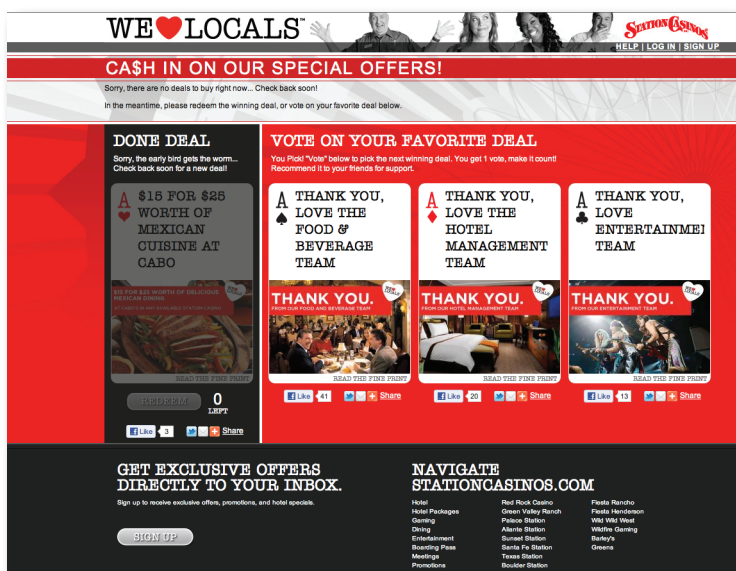 WE LOCALS™
STATION CASINOS
HELP | LOG IN | SIGN UP
CA$H IN ON OUR SPECIAL OFFERS!
Sorry, there are no deals to buy right now... Check back soon!
In the meantime, please redeem the winning deal, or vote on your favorite deal below.
DONE DEAL
Sorry, the early bird gets the worm...
Check back soon for a new deal!
A
$15 FOR $25
WORTH OF
MEXICAN
CUISINE AT
CABO
$15 FOR $25 WORTH OF DELICIOUS
MEXICAN DINING
READ THE FINE PRINT
REDEEM
0
LEFT
Like 3
Share
VOTE ON YOUR FAVORITE DEAL
You Pick! "Vote" below to pick the next winning deal. You get 1 vote, make it count!
Recommend it to your friends for support.
A
THANK YOU,
LOVE THE
FOOD &
BEVERAGE
TEAM
WE LOCALS
THANK YOU.
FROM OUR FOOD AND BEVERAGE TEAM
READ THE FINE PRINT
Like 41
Share
A
THANK YOU,
LOVE THE
HOTEL
MANAGEMENT
TEAM
WE LOCALS
THANK YOU.
FROM OUR HOTEL MANAGEMENT TEAM
READ THE FINE PRINT
Like 20
Share
A
THANK YOU,
LOVE
ENTERTAINME
TEAM
WE LOCALS
THANK YOU.
FROM OUR ENTERTAINMENT TEAM
READ THE FINE PRINT
Like 13
Share
GET EXCLUSIVE OFFERS
DIRECTLY TO YOUR INBOX.
Sign up to receive exclusive offers, promotions, and hotel specials.
SIGN UP
NAVIGATE
STATIONCASINOS.COM
Hotel
Hotel Packages
Gaming
Dining
Entertainment
Boarding Pass
Meetings
Promotions
Red Rock Casino
Green Valley Ranch
Palace Station
Aliante Station
Sunset Station
Santa Fe Station
Texas Station
Boulder Station
Fiesta Rancho
Fiesta Henderson
Wild Wild West
Wildfire Gaming
Barley's
Greens